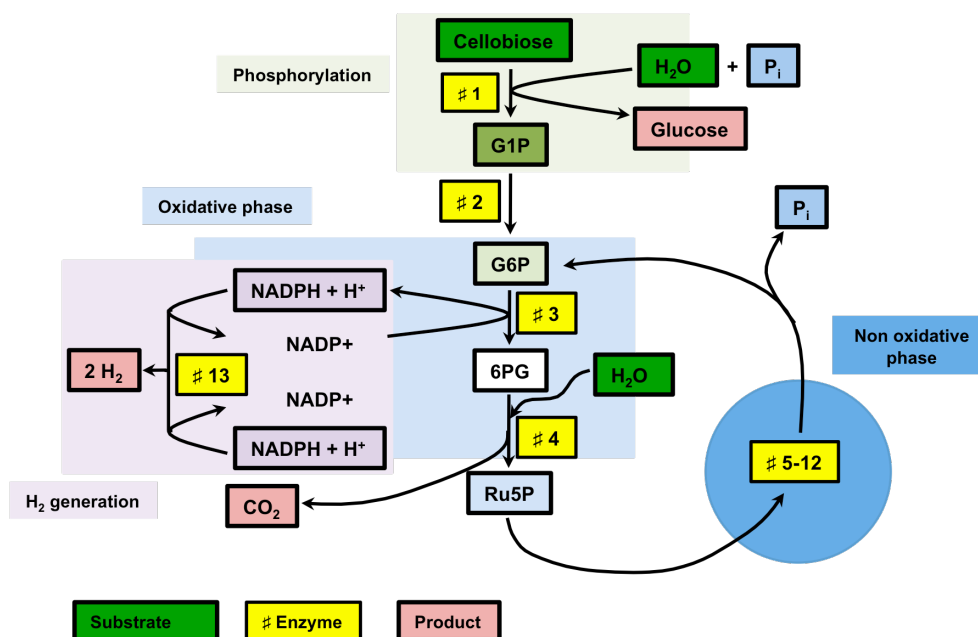 Cellobiose
Phosphorylation
H₂O + Pᵢ
♯ 1
Glucose
G1P
♯ 2
Oxidative phase
Pᵢ
G6P
NADPH + H⁺
♯ 3
NADP+
Non oxidative
phase
2 H₂
♯ 13
6PG
H₂O
NADP+
♯ 4
NADPH + H⁺
♯ 5-12
H₂ generation
CO₂
Ru5P
Substrate
♯ Enzyme
Product